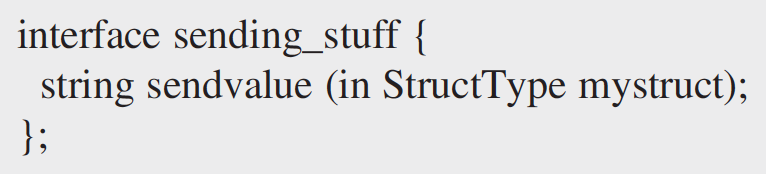 interface sending_stuff {
string sendvalue (in StructType mystruct);
};